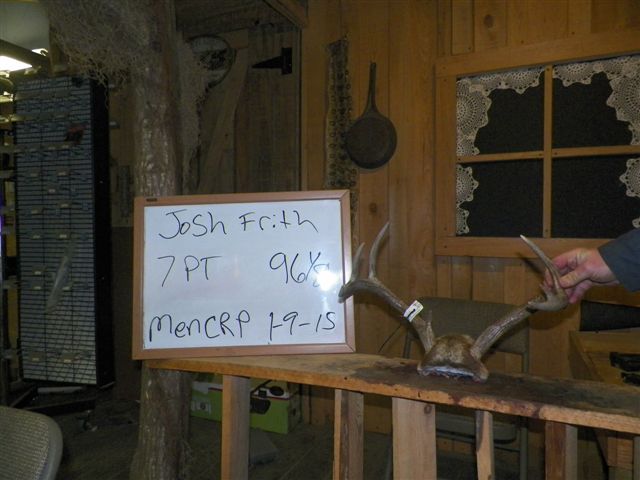 Josh Frith
7 PT 96 1/8
MenCRP 1-9-15